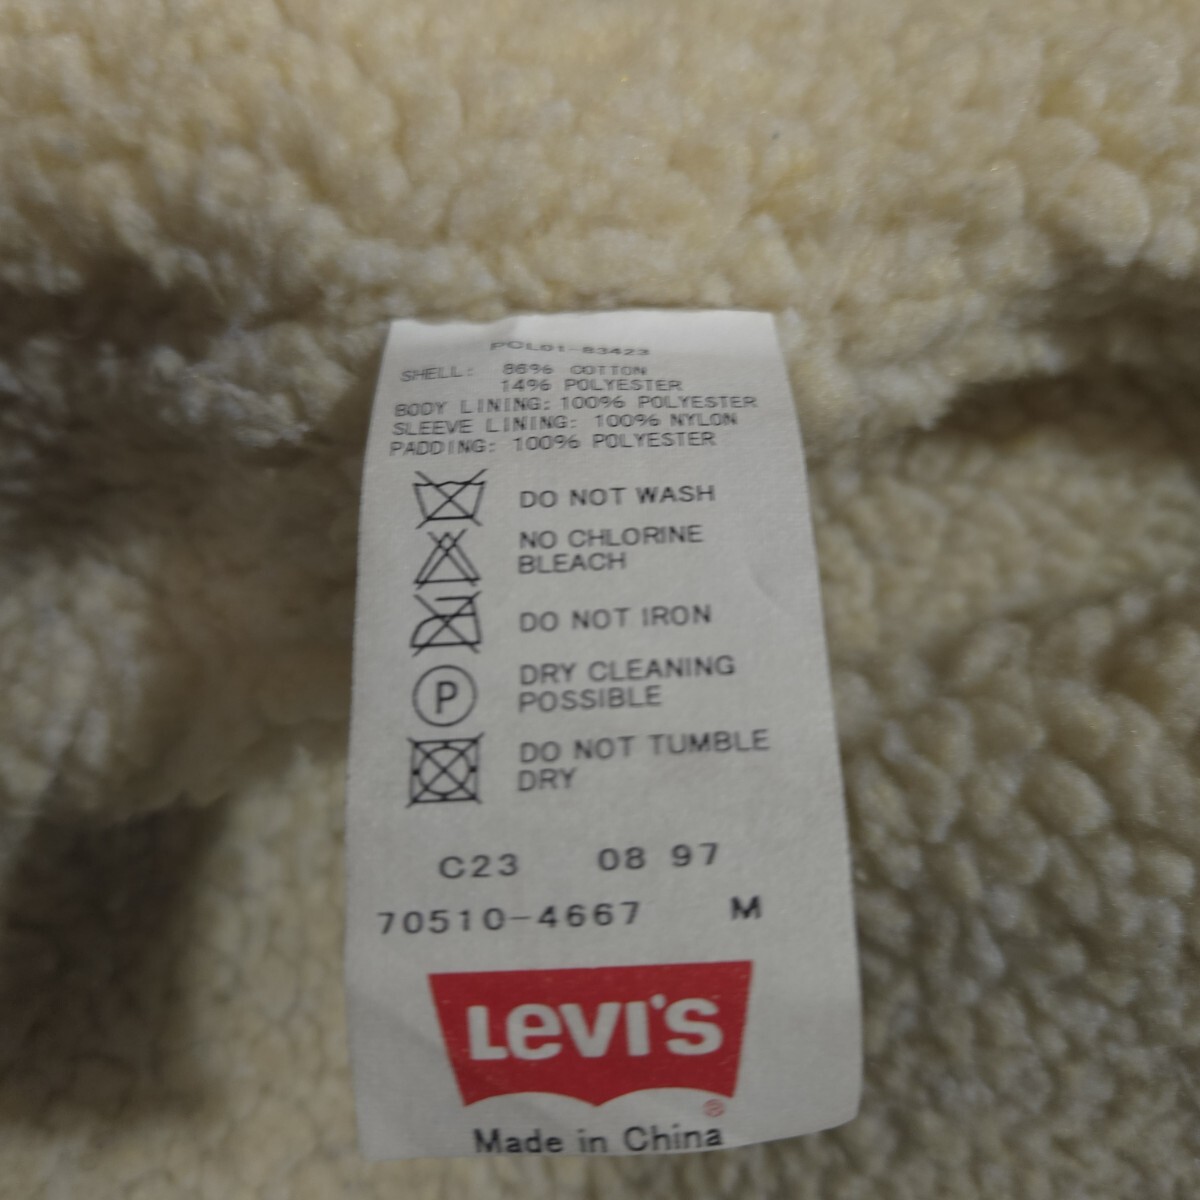 PCL01-83423
SHELL: 86% COTTON
14% POLYESTER
BODY LINING: 100% POLYESTER
SLEEVE LINING: 100% NYLON
PADDING: 100% POLYESTER
DO NOT WASH
NO CHLORINE
BLEACH
DO NOT IRON
P
DRY CLEANING
POSSIBLE
DO NOT TUMBLE
DRY
C23 08 97
70510-4667 M
LEVI'S
®
Made in China